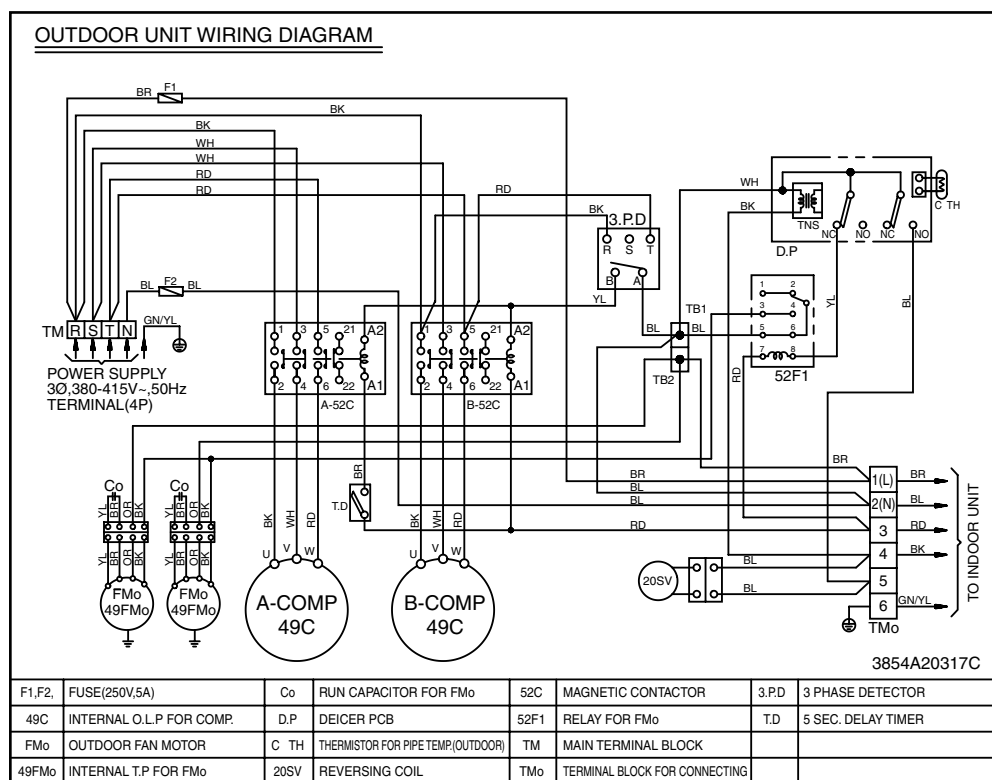 OUTDOOR UNIT WIRING DIAGRAM
BR F1
BK
BK
WH
WH
RD
RD
RD
BK
3.P.D
R S T
B A
YL
WH
BK
TNS
C TH
NC NO NC NO
D.P
YL
BL
BL F2 BL
GN/YL
TM R S T N
POWER SUPPLY
3Ø,380-415V~,50Hz
TERMINAL(4P)
1 3 5 21 A2
2 4 6 22 A1
A-52C
1 3 5 21 A2
2 4 6 22 A1
B-52C
TB1
BL BL
TB2
1 2
3 4
5 6
7 8
52F1
RD
BR
T.D
BR
BR
BL
BL
RD
BL
BL
20SV
1(L) BR
2(N) BL
3 RD
4 BK
5
6 GN/YL
TMo
TO INDOOR UNIT
Co Co
YL BR OR BK YL BR OR BK
YL BR OR BK YL BR OR BK
FMo
49FMo
FMo
49FMo
BK WH RD
U V W
A-COMP
49C
BK WH RD
U V W
B-COMP
49C
3854A20317C
F1,F2, FUSE(250V,5A) Co RUN CAPACITOR FOR FMo 52C MAGNETIC CONTACTOR 3.P.D 3 PHASE DETECTOR
49C INTERNAL O.L.P FOR COMP. D.P DEICER PCB 52F1 RELAY FOR FMo T.D 5 SEC. DELAY TIMER
FMo OUTDOOR FAN MOTOR C TH THERMISTOR FOR PIPE TEMP.(OUTDOOR) TM MAIN TERMINAL BLOCK
49FMo INTERNAL T.P FOR FMo 20SV REVERSING COIL TMo TERMINAL BLOCK FOR CONNECTING